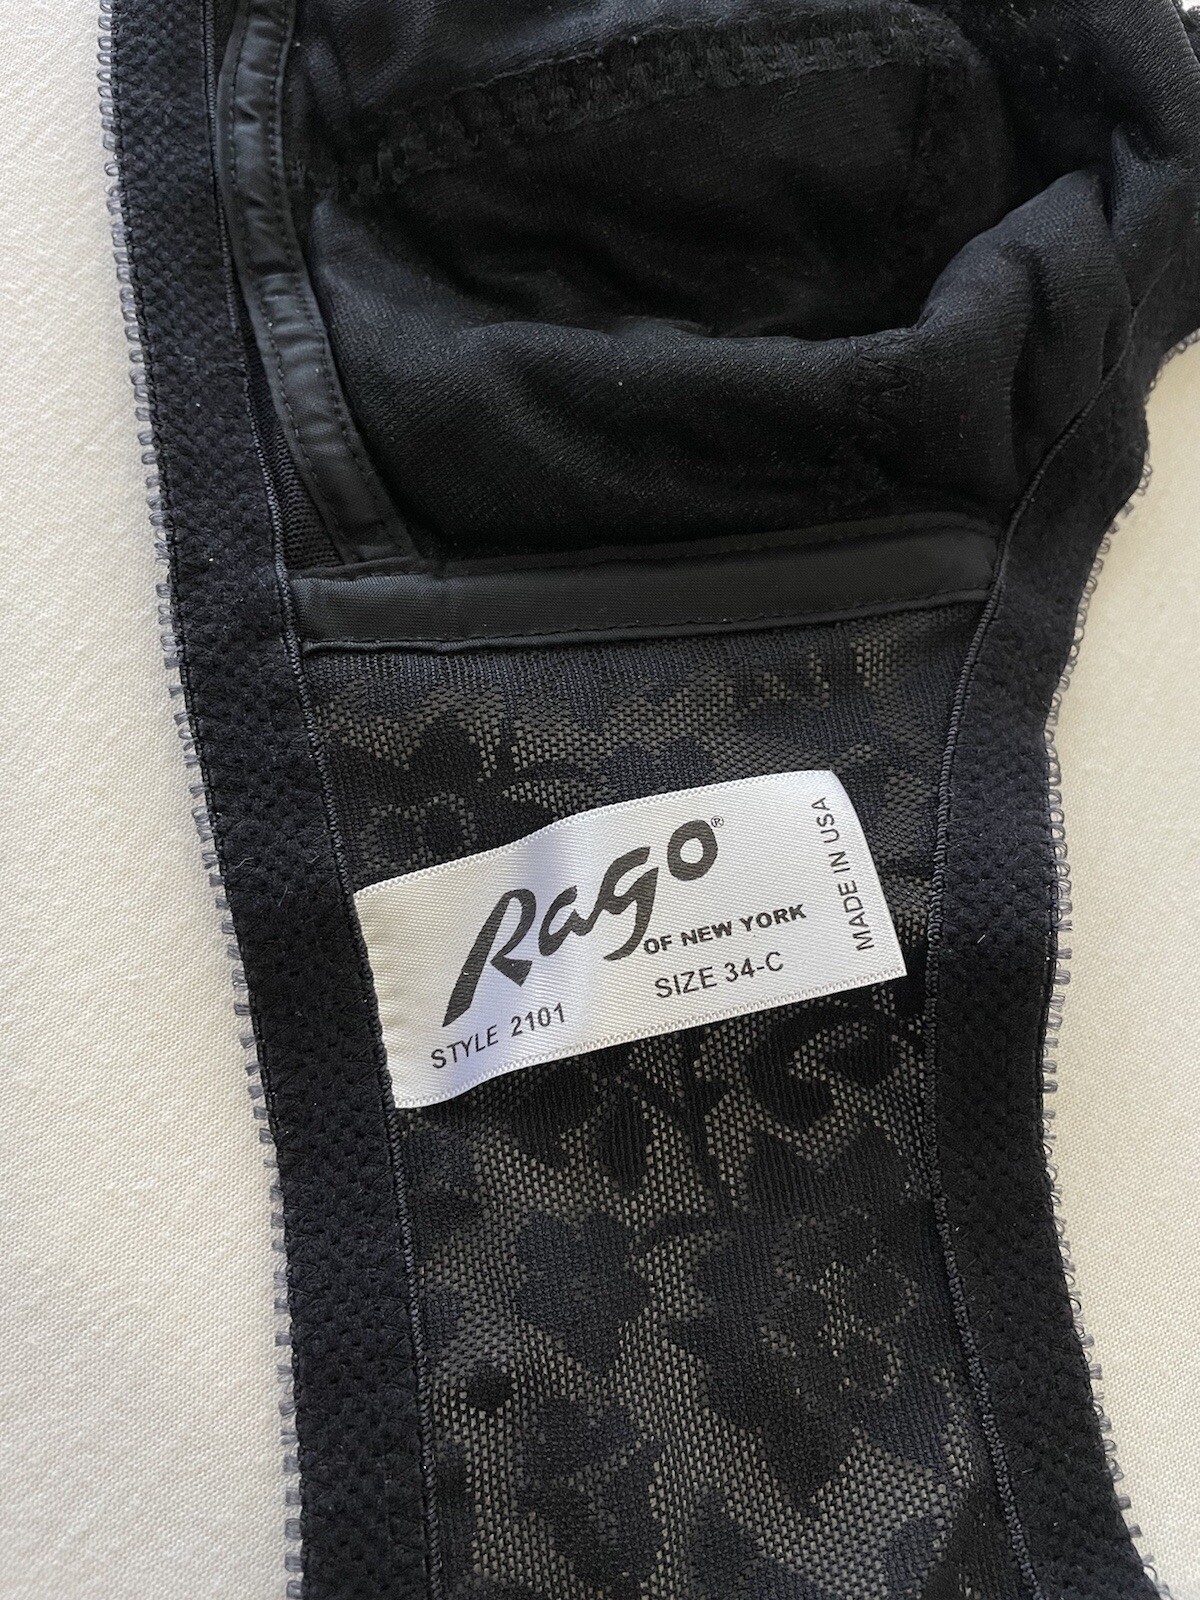 Rago®
OF NEW YORK
STYLE 2101
SIZE 34-C
MADE IN USA